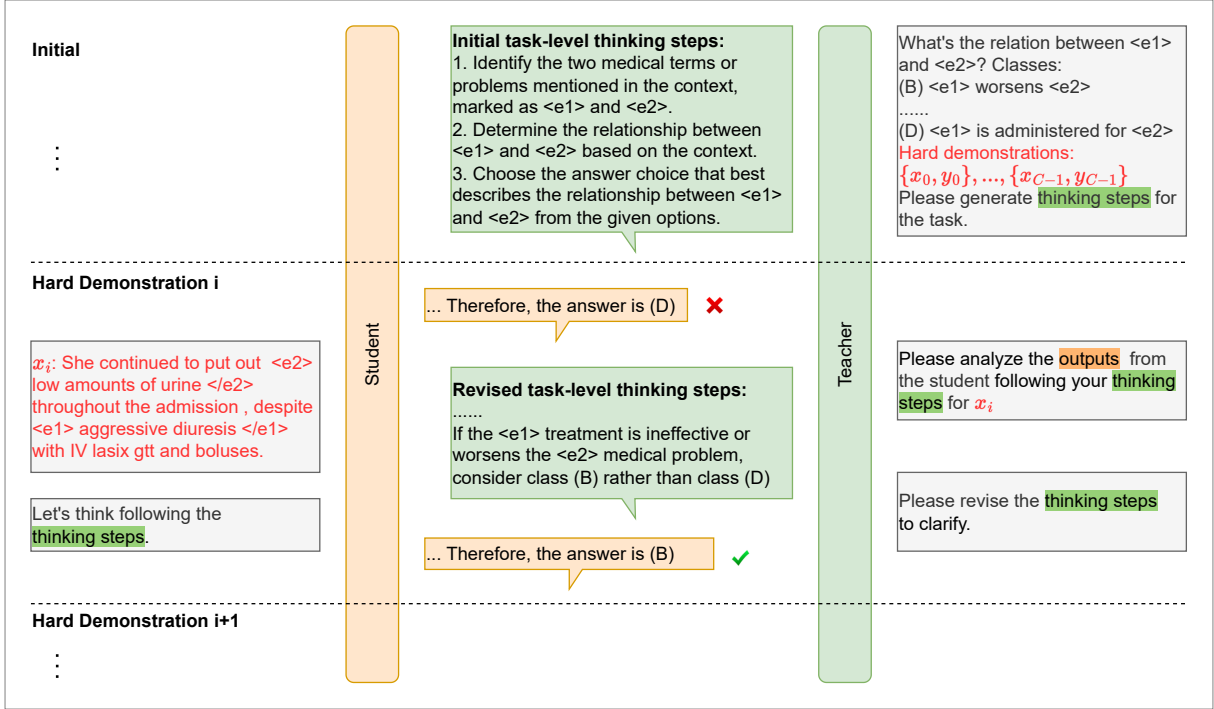 Initial
⋮
Student
Initial task-level thinking steps:
1. Identify the two medical terms or
problems mentioned in the context,
marked as <e1> and <e2>.
2. Determine the relationship between
<e1> and <e2> based on the context.
3. Choose the answer choice that best
describes the relationship between <e1>
and <e2> from the given options.
Teacher
What's the relation between <e1>
and <e2>? Classes:
(B) <e1> worsens <e2>
......
(D) <e1> is administered for <e2>
Hard demonstrations:
{x₀, y₀}, ..., {x_{C−1}, y_{C−1}}
Please generate thinking steps for
the task.
Hard Demonstration i
x_i: She continued to put out <e2>
low amounts of urine </e2>
throughout the admission , despite
<e1> aggressive diuresis </e1>
with IV lasix gtt and boluses.
Let's think following the
thinking steps.
... Therefore, the answer is (D)
Revised task-level thinking steps:
......
If the <e1> treatment is ineffective or
worsens the <e2> medical problem,
consider class (B) rather than class (D)
... Therefore, the answer is (B)
Please analyze the outputs from
the student following your thinking
steps for x_i
Please revise the thinking steps
to clarify.
Hard Demonstration i+1
⋮